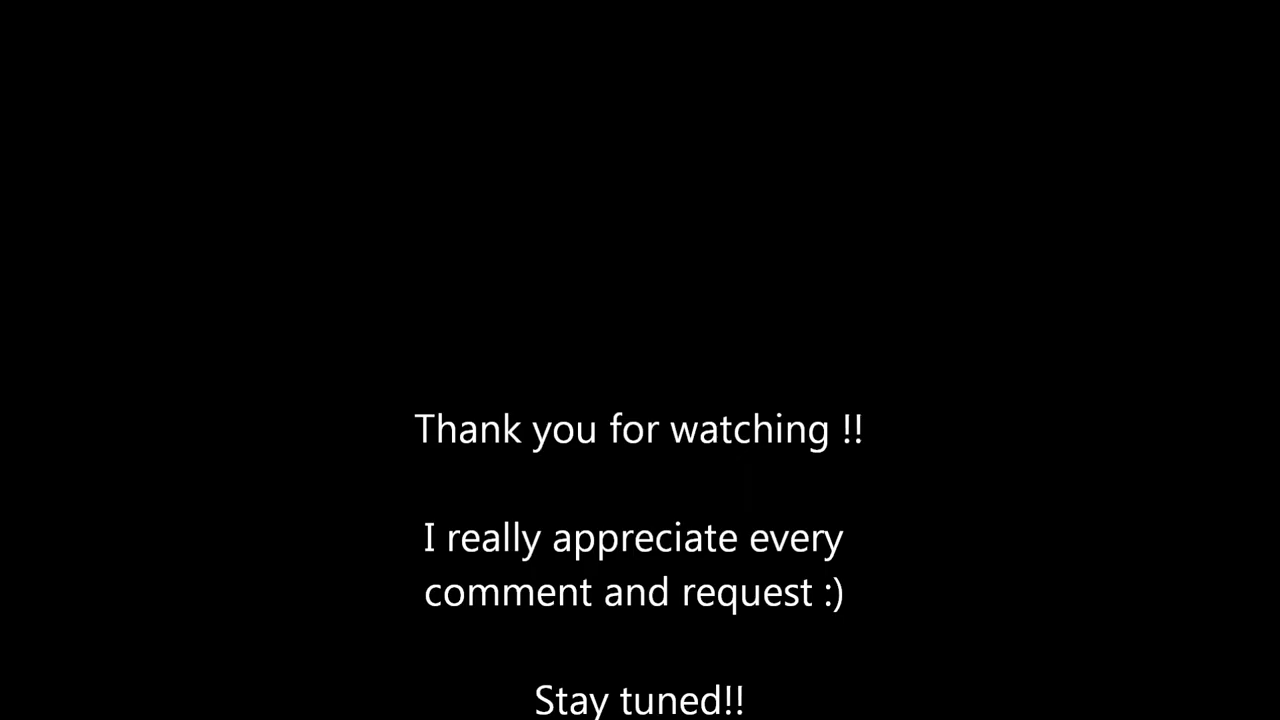 Thank you for watching !!
I really appreciate every
comment and request :)
Stay tuned!!